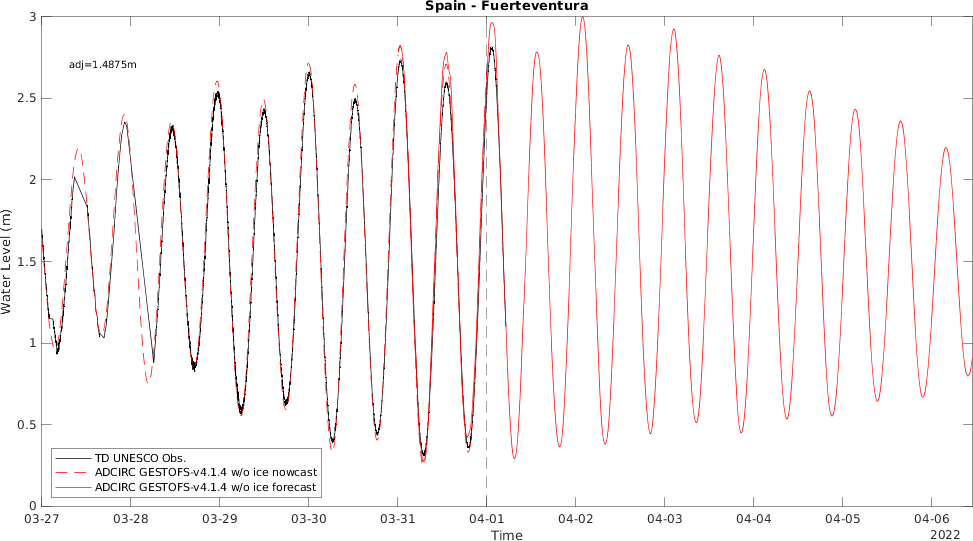 Spain - Fuerteventura
3
adj=1.4875m
2.5
2
1.5
1
0.5
0
Water Level (m)
TD UNESCO Obs.
ADCIRC GESTOFS-v4.1.4 w/o ice nowcast
ADCIRC GESTOFS-v4.1.4 w/o ice forecast
03-27 03-28 03-29 03-30 03-31 04-01 04-02 04-03 04-04 04-05 04-06
Time
2022